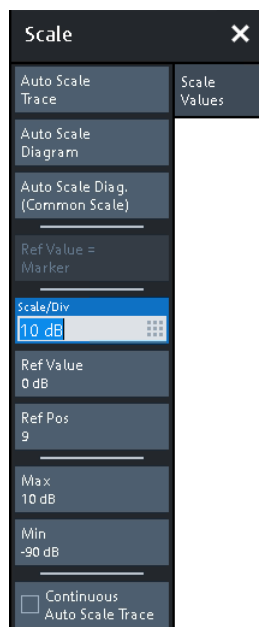 Scale
Auto Scale
Trace
Scale
Values
Auto Scale
Diagram
Auto Scale Diag.
(Common Scale)
Ref Value =
Marker
Scale/Div
10 dB
Ref Value
0 dB
Ref Pos
9
Max
10 dB
Min
-90 dB
Continuous
Auto Scale Trace